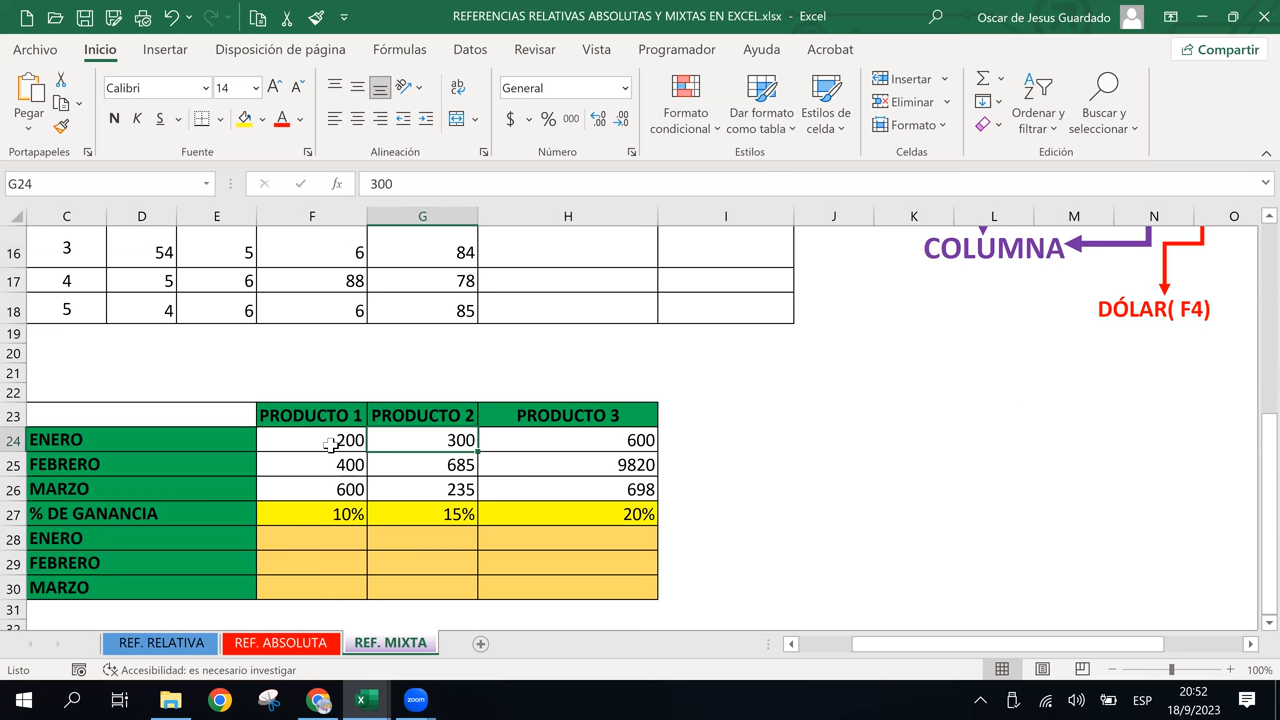 REFERENCIAS RELATIVAS ABSOLUTAS Y MIXTAS EN EXCEL.xlsx - Excel
Oscar de Jesus Guardado
Archivo Inicio Insertar Disposición de página Fórmulas Datos Revisar Vista Programador Ayuda Acrobat Compartir
Calibri 14 General Insertar
Pegar Formato condicional Dar formato como tabla Estilos de celda Eliminar Ordenar y filtrar Buscar y seleccionar
N K S $ % 000 Formato
Portapapeles Fuente Alineación Número Estilos Celdas Edición
G24 fx 300
C D E F G H I J K L M N O
16 3 54 5 6 84
17 4 5 6 88 78
18 5 4 6 6 85
COLUMNA
DÓLAR( F4)
19
20
21
22
23 PRODUCTO 1 PRODUCTO 2 PRODUCTO 3
24 ENERO 200 300 600
25 FEBRERO 400 685 9820
26 MARZO 600 235 698
27 % DE GANANCIA 10% 15% 20%
28 ENERO
29 FEBRERO
30 MARZO
31
32
REF. RELATIVA REF. ABSOLUTA REF. MIXTA
Listo Accesibilidad: es necesario investigar 100%
zoom ESP 20:52
18/9/2023